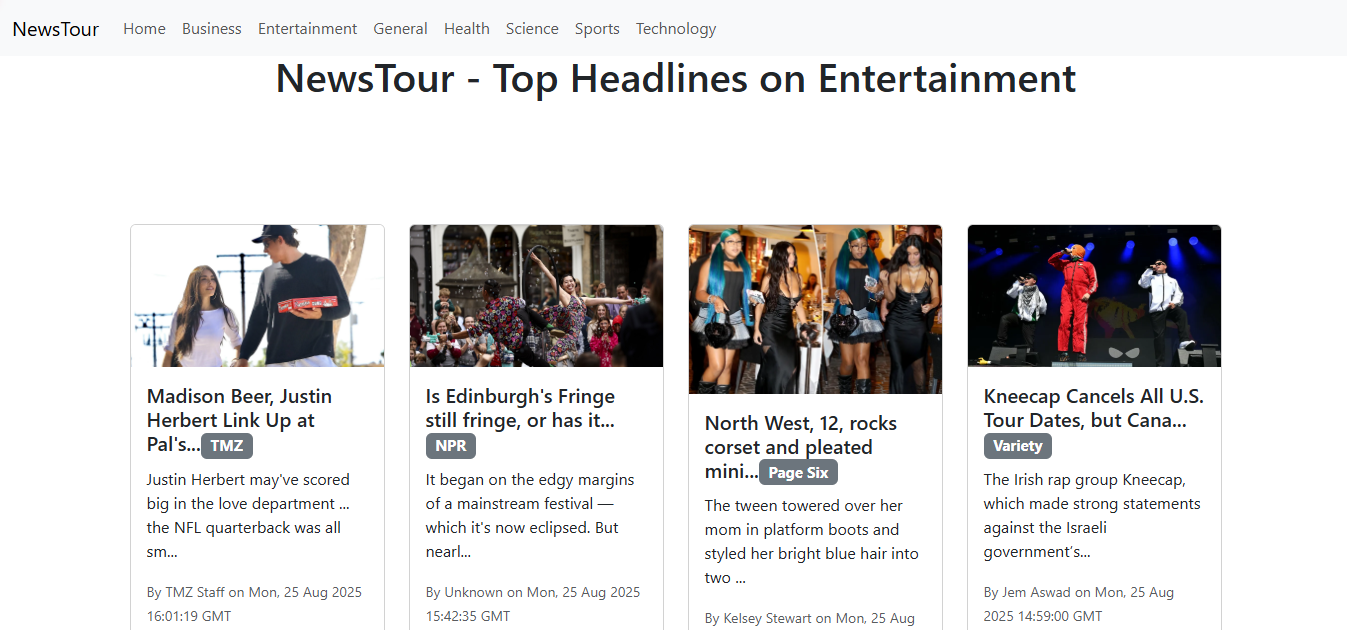 NewsTour Home Business Entertainment General Health Science Sports Technology
NewsTour - Top Headlines on Entertainment
Madison Beer, Justin
Herbert Link Up at
Pal's... TMZ
Justin Herbert may've scored
big in the love department ...
the NFL quarterback was all
sm...
By TMZ Staff on Mon, 25 Aug 2025
16:01:19 GMT
Is Edinburgh's Fringe
still fringe, or has it...
NPR
It began on the edgy margins
of a mainstream festival —
which it's now eclipsed. But
nearl...
By Unknown on Mon, 25 Aug 2025
15:42:35 GMT
North West, 12, rocks
corset and pleated
mini... Page Six
The tween towered over her
mom in platform boots and
styled her bright blue hair into
two ...
By Kelsey Stewart on Mon, 25 Aug
Kneecap Cancels All U.S.
Tour Dates, but Cana...
Variety
The Irish rap group Kneecap,
which made strong statements
against the Israeli
government’s...
By Jem Aswad on Mon, 25 Aug
2025 14:59:00 GMT